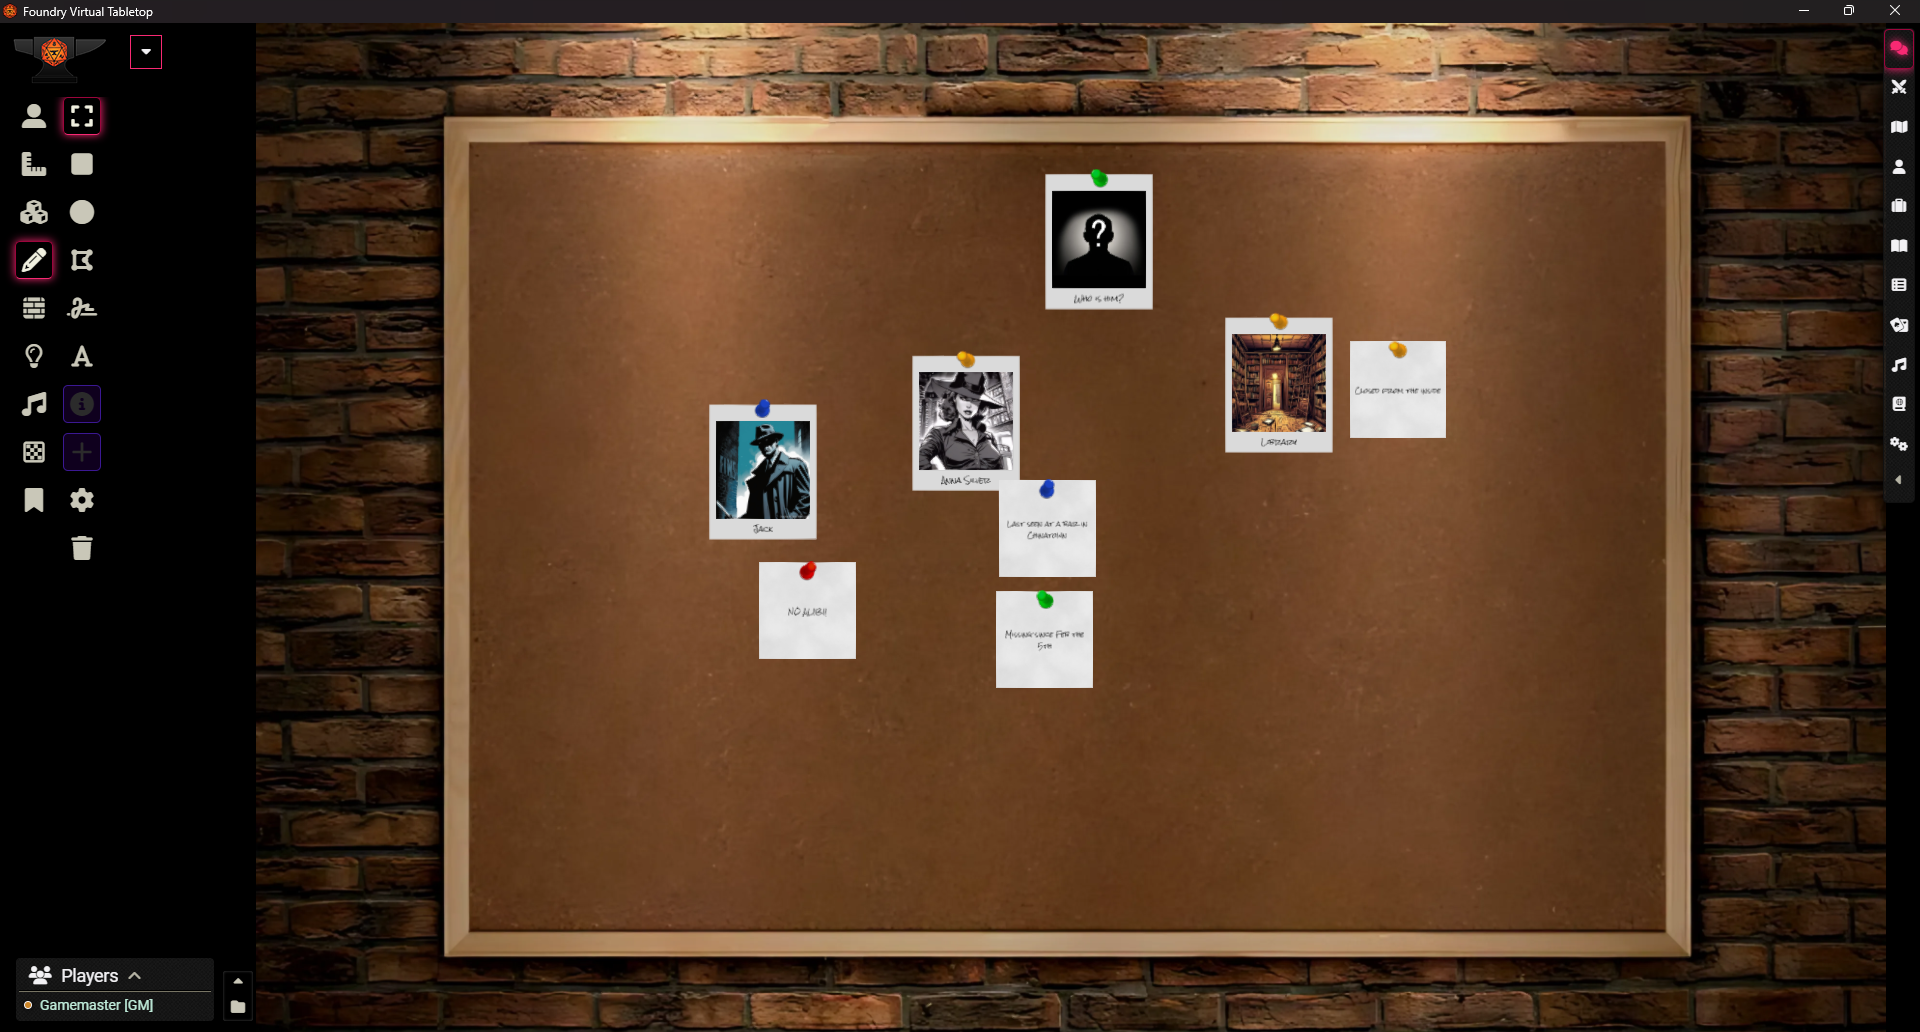 Foundry Virtual Tabletop
Who is him?
Library
Closed from the inside
Anna Silver
Jack
Last seen at a bar in
Chinatown
NO ALIBI!
Missing since Feb the
5th
Players
Gamemaster [GM]